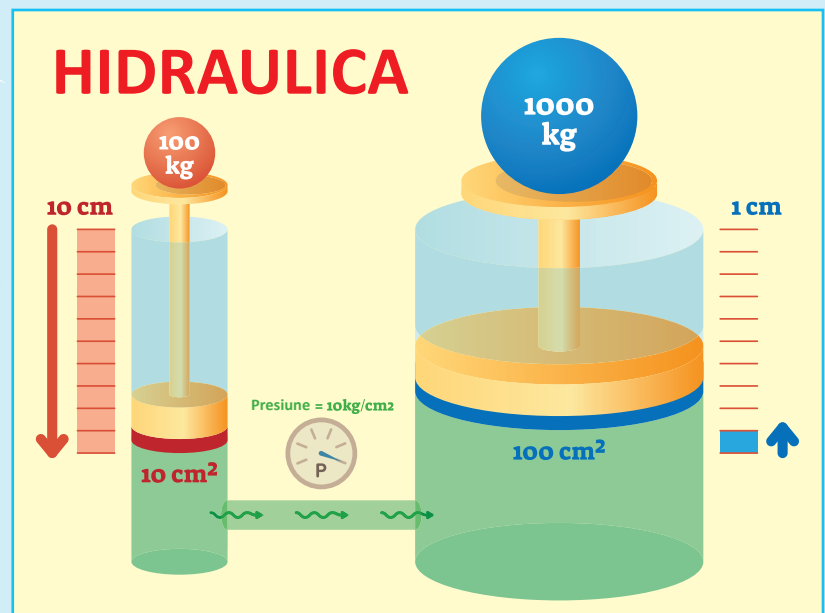 HIDRAULICA
100
kg
1000
kg
10 cm
1 cm
Presiune = 10kg/cm2
P
10 cm²
100 cm²